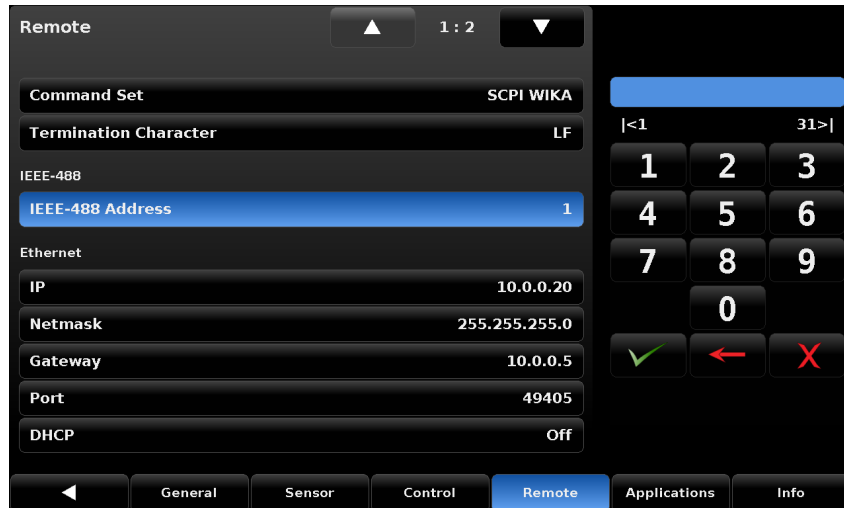 Remote
1 : 2
Command Set SCPI WIKA
Termination Character LF
IEEE-488
IEEE-488 Address 1
Ethernet
IP 10.0.0.20
Netmask 255.255.255.0
Gateway 10.0.0.5
Port 49405
DHCP Off
|<1 31>|
1 2 3
4 5 6
7 8 9
0
General Sensor Control Remote Applications Info